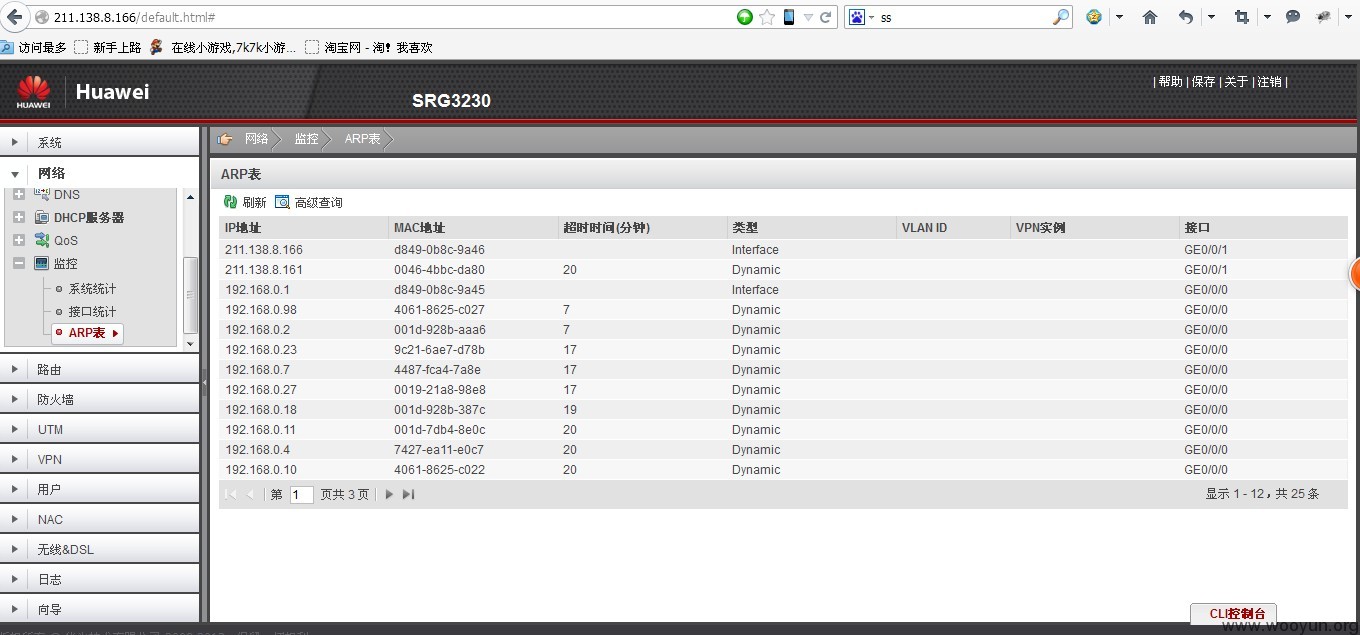 211.138.8.166/default.html#
ss
访问最多 新手上路 在线小游戏,7k7k小游... 淘宝网 - 淘！我喜欢
HUAWEI
Huawei
SRG3230
| 帮助 | 保存 | 关于 | 注销 |
系统
网络
DNS
DHCP服务器
QoS
监控
系统统计
接口统计
ARP表
路由
防火墙
UTM
VPN
用户
NAC
无线&DSL
日志
向导
网络 监控 ARP表
ARP表
刷新 高级查询
IP地址 MAC地址 超时时间(分钟) 类型 VLAN ID VPN实例 接口
211.138.8.166 d849-0b8c-9a46 Interface GE0/0/1
211.138.8.161 0046-4bbc-da80 20 Dynamic GE0/0/1
192.168.0.1 d849-0b8c-9a45 Interface GE0/0/0
192.168.0.98 4061-8625-c027 7 Dynamic GE0/0/0
192.168.0.2 001d-928b-aaa6 7 Dynamic GE0/0/0
192.168.0.23 9c21-6ae7-d78b 17 Dynamic GE0/0/0
192.168.0.7 4487-fca4-7a8e 17 Dynamic GE0/0/0
192.168.0.27 0019-21a8-98e8 17 Dynamic GE0/0/0
192.168.0.18 001d-928b-387c 19 Dynamic GE0/0/0
192.168.0.11 001d-7db4-8e0c 20 Dynamic GE0/0/0
192.168.0.4 7427-ea11-e0c7 20 Dynamic GE0/0/0
192.168.0.10 4061-8625-c022 20 Dynamic GE0/0/0
第 1 页共 3 页 显示 1 - 12，共 25 条
CLI控制台
www.wooyun.org